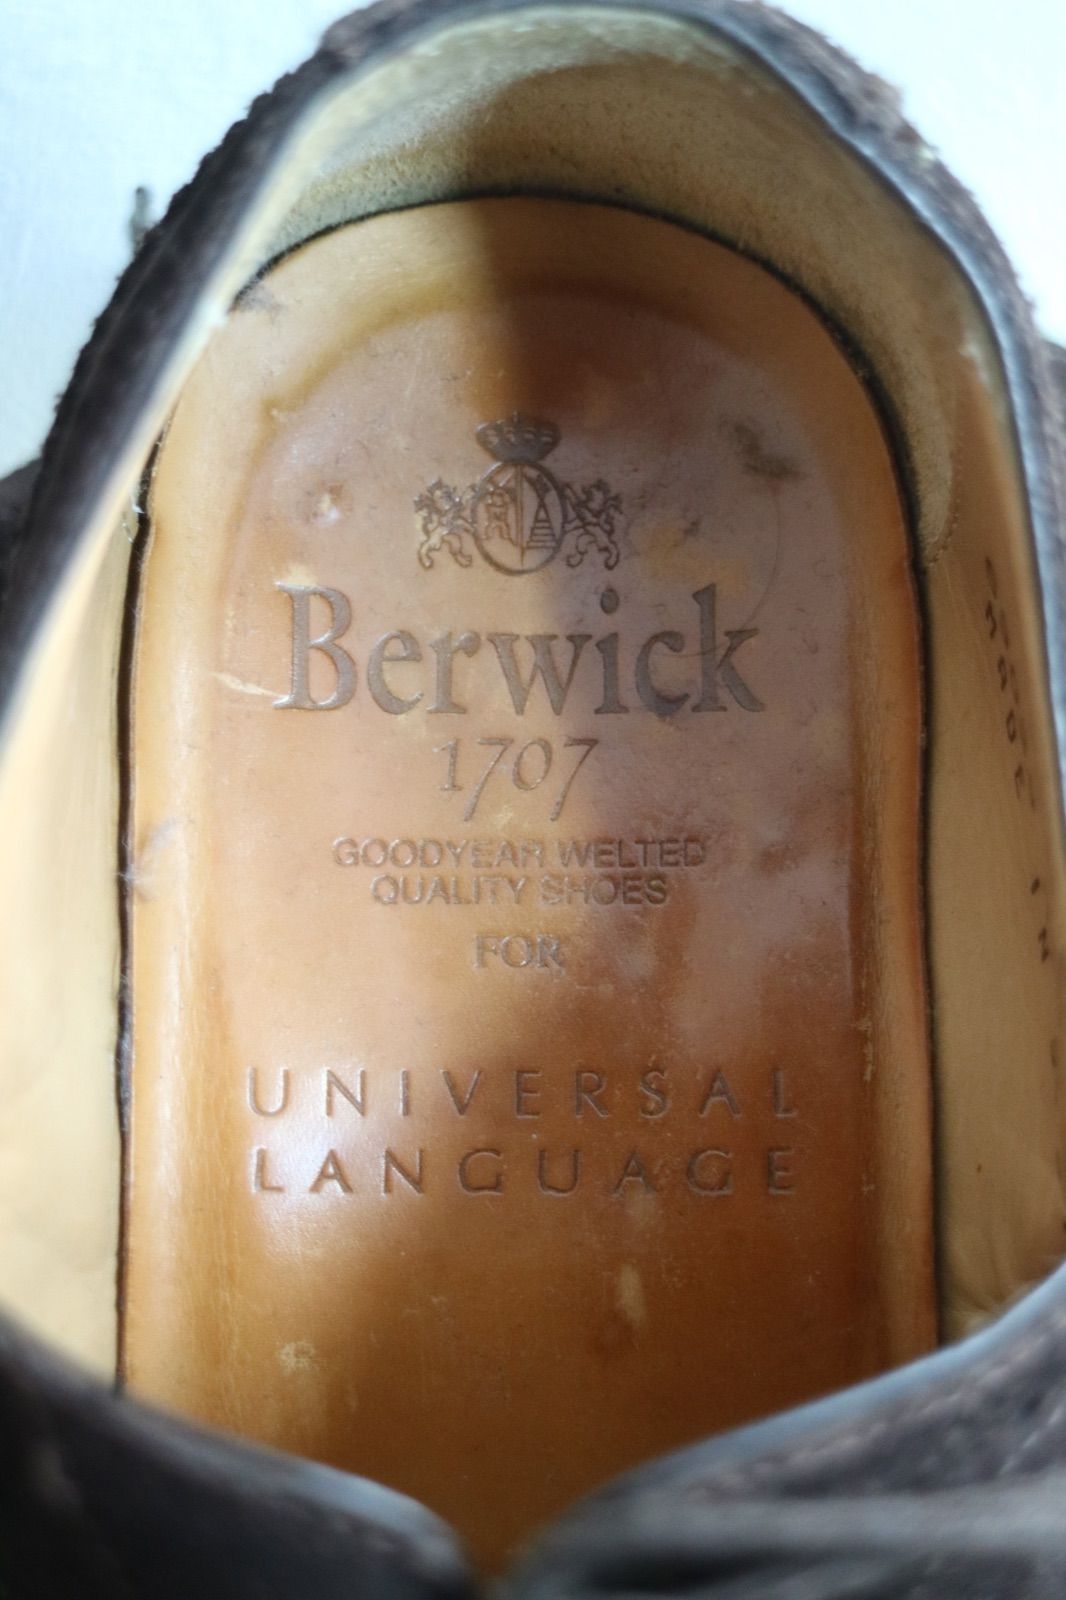 Berwick
1707
GOODYEAR WELTED
QUALITY SHOES
FOR
UNIVERSAL
LANGUAGE